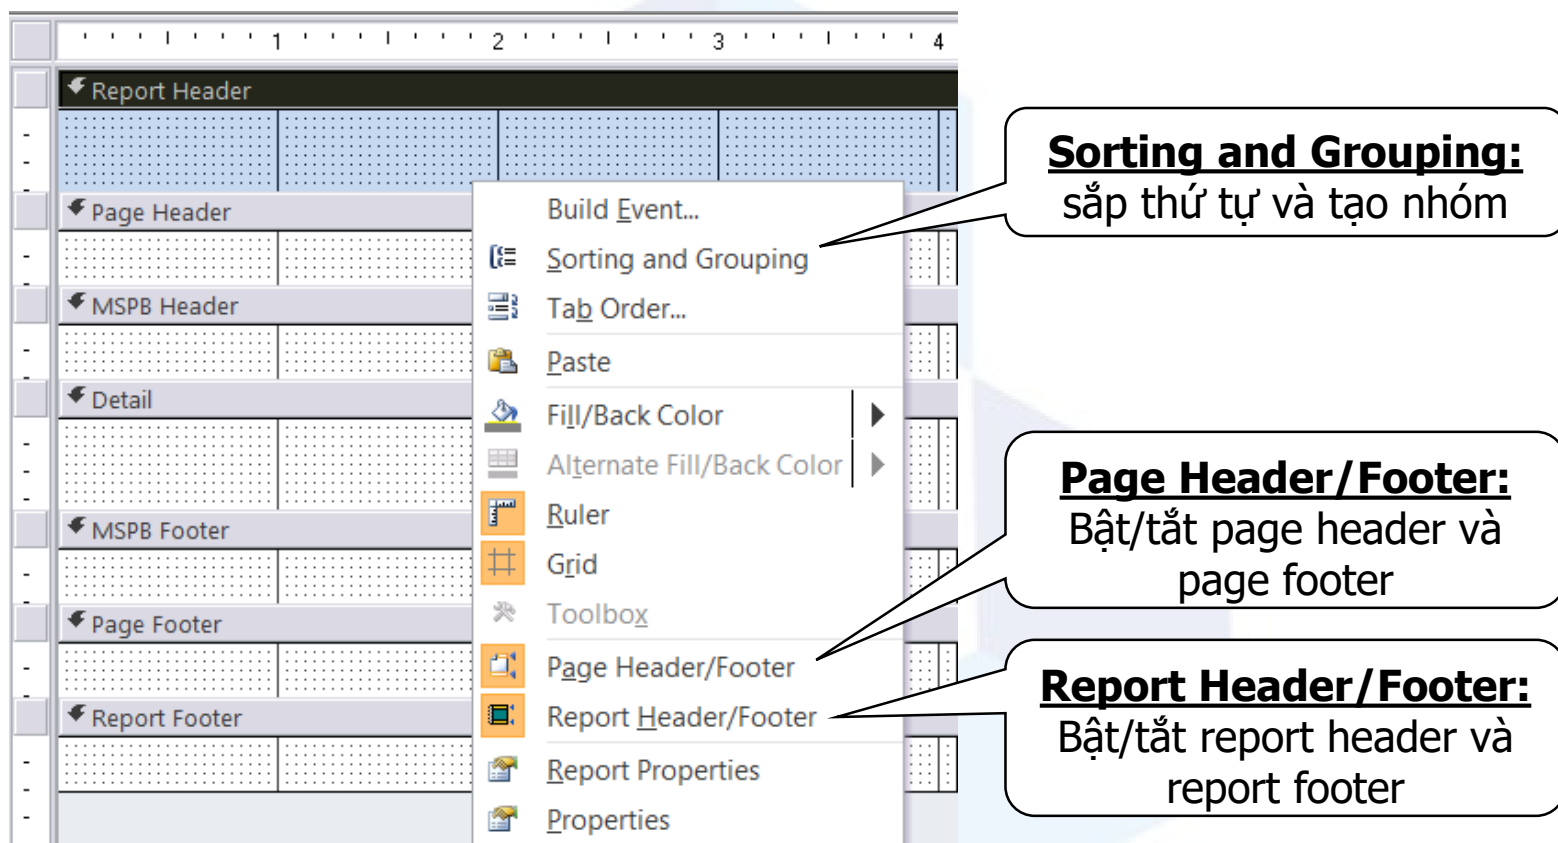 1 2 3 4
Report Header
Page Header
MSPB Header
Detail
MSPB Footer
Page Footer
Report Footer
Build Event...
Sorting and Grouping
Tab Order...
Paste
Fill/Back Color
Alternate Fill/Back Color
Ruler
Grid
Toolbox
Page Header/Footer
Report Header/Footer
Report Properties
Properties
Sorting and Grouping:
sắp thứ tự và tạo nhóm
Page Header/Footer:
Bật/tắt page header và
page footer
Report Header/Footer:
Bật/tắt report header và
report footer